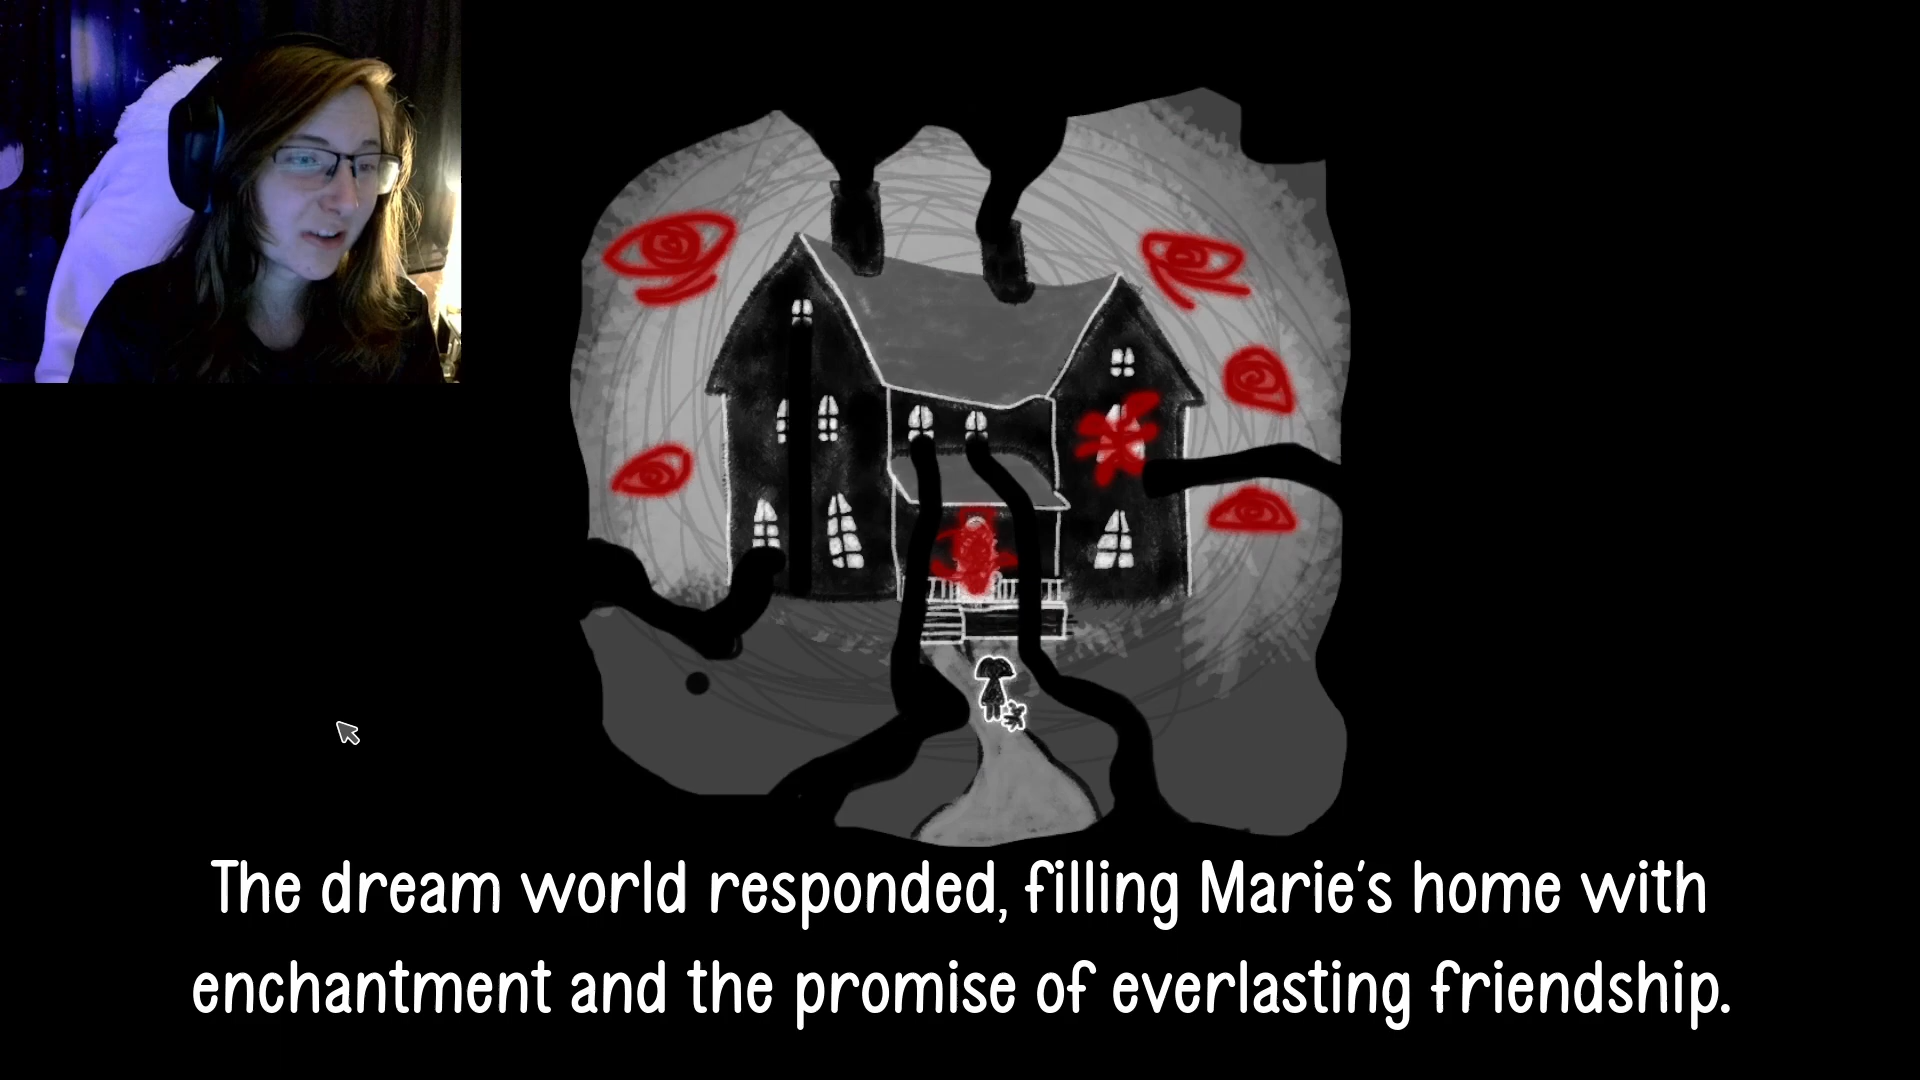 The dream world responded, filling Marie's home with
enchantment and the promise of everlasting friendship.